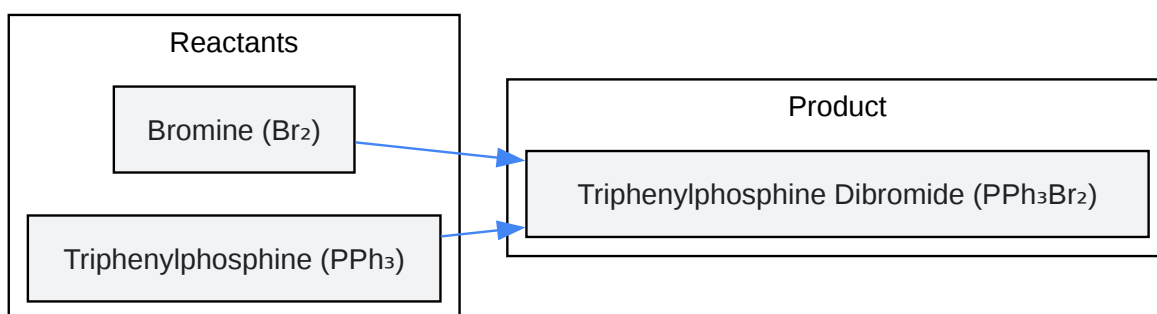 Reactants
Bromine (Br₂)
Triphenylphosphine (PPh₃)
Product
Triphenylphosphine Dibromide (PPh₃Br₂)